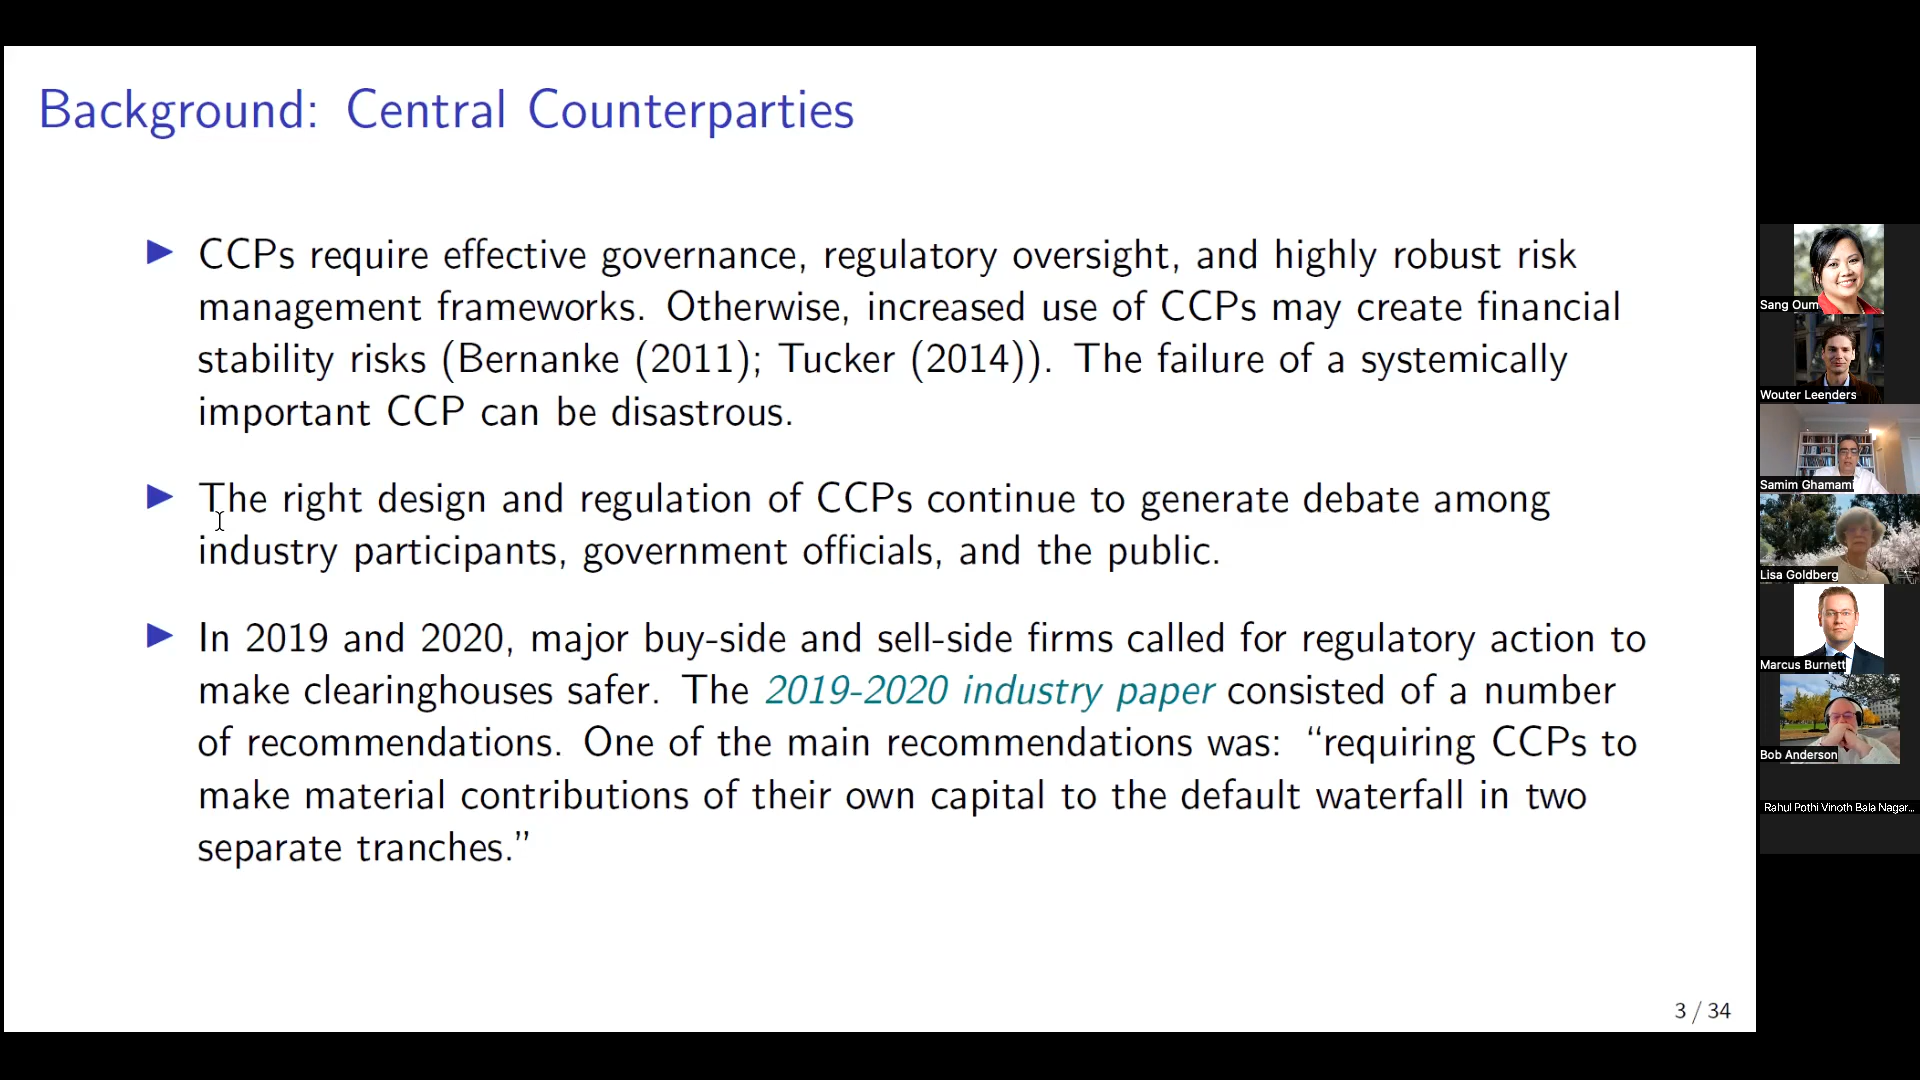 Background: Central Counterparties
CCPs require effective governance, regulatory oversight, and highly robust risk
management frameworks. Otherwise, increased use of CCPs may create financial
stability risks (Bernanke (2011); Tucker (2014)). The failure of a systemically
important CCP can be disastrous.
The right design and regulation of CCPs continue to generate debate among
industry participants, government officials, and the public.
In 2019 and 2020, major buy-side and sell-side firms called for regulatory action to
make clearinghouses safer. The 2019-2020 industry paper consisted of a number
of recommendations. One of the main recommendations was: “requiring CCPs to
make material contributions of their own capital to the default waterfall in two
separate tranches.”
3 / 34
Sang Oum
Wouter Leenders
Samim Ghamami
Lisa Goldberg
Marcus Burnett
Bob Anderson
Rahul Pothi Vinoth Bala Nagar...